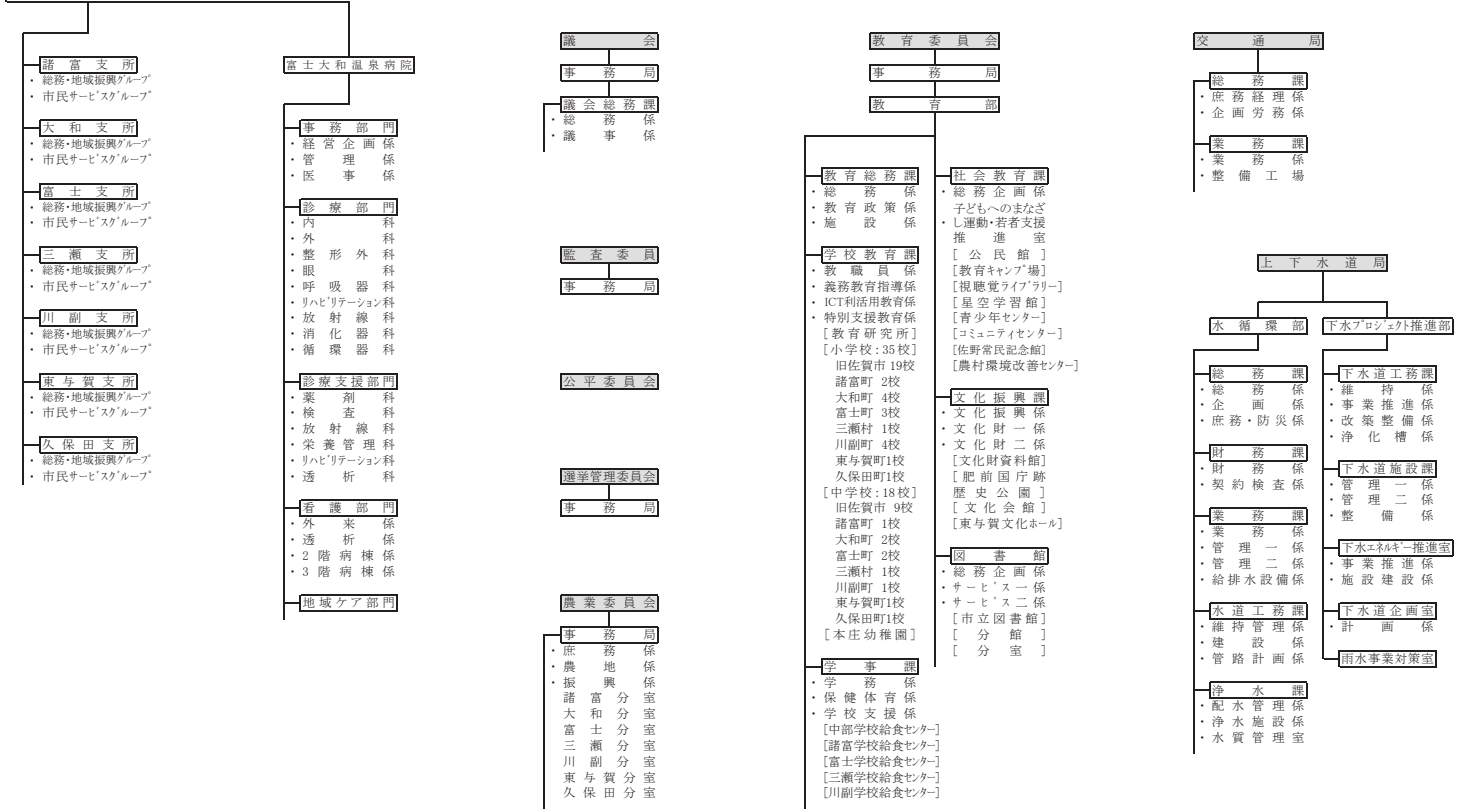 諸富支所
・ 総務・地域振興グループ
・ 市民サービスグループ
大和支所
・ 総務・地域振興グループ
・ 市民サービスグループ
富士支所
・ 総務・地域振興グループ
・ 市民サービスグループ
三瀬支所
・ 総務・地域振興グループ
・ 市民サービスグループ
川副支所
・ 総務・地域振興グループ
・ 市民サービスグループ
東与賀支所
・ 総務・地域振興グループ
・ 市民サービスグループ
久保田支所
・ 総務・地域振興グループ
・ 市民サービスグループ
富士大和温泉病院
事務部門
・経営企画係
・管理係
・医事係
診療部門
・内科
・外科
・整形外科
・眼科
・呼吸器科
・リハビリテーション科
・放射線科
・消化器科
・循環器科
診療支援部門
・薬剤科
・検査科
・放射線科
・栄養管理科
・リハビリテーション科
・透析科
看護部門
・外来係
・透析係
・2階病棟係
・3階病棟係
地域ケア部門
議会
事務局
議会総務課
・総務係
・議事係
監査委員
事務局
公平委員会
選挙管理委員会
事務局
農業委員会
事務局
・庶務係
・農地係
・振興係
諸富分室
大和分室
富士分室
三瀬分室
川副分室
東与賀分室
久保田分室
教育委員会
事務局
教育部
教育総務課
・総務係
・教育政策係
・施設係
学校教育課
・教職員係
・義務教育指導係
・ICT利活用教育係
・特別支援教育係
[教育研究所]
[小学校:35校]
旧佐賀市 19校
諸富町 2校
大和町 4校
富士町 3校
三瀬村 1校
川副町 4校
東与賀町1校
久保田町1校
[中学校:18校]
旧佐賀市 9校
諸富町 1校
大和町 2校
富士町 2校
三瀬村 1校
川副町 1校
東与賀町1校
久保田町1校
[本庄幼稚園]
学事課
・学務係
・保健体育係
・学校支援係
[中部学校給食センター]
[諸富学校給食センター]
[富士学校給食センター]
[三瀬学校給食センター]
[川副学校給食センター]
社会教育課
・総務企画係
子どもへのまなざ
・し運動・若者支援
推進室
[公民館]
[教育キャンプ場]
[視聴覚ライブラリー]
[星空学習館]
[青少年センター]
[コミュニティセンター]
[佐野常民記念館]
[農村環境改善センター]
文化振興課
・文化振興係
・文化財一係
・文化財二係
[文化財資料館]
[肥前国庁跡
歴史公園]
[文化会館]
[東与賀文化ホール]
図書館
・総務企画係
・サービス一係
・サービス二係
[市立図書館]
[分館]
[分室]
交通局
総務課
・庶務経理係
・企画労務係
業務課
・業務係
・整備工場
上下水道局
水循環部
総務課
・総務係
・企画係
・庶務・防災係
財務課
・財務係
・契約検査係
業務課
・業務係
・管理一係
・管理二係
・給排水設備係
水道工務課
・維持管理係
・建設係
・管路計画係
浄水課
・配水管理係
・浄水施設係
・水質管理室
下水プロジェクト推進部
下水道工務課
・維持係
・事業推進係
・改築整備係
・浄化槽係
下水道施設課
・管理一係
・管理二係
・整備係
下水エネルギー推進室
・事業推進係
・施設建設係
下水道企画室
・計画係
雨水事業対策室